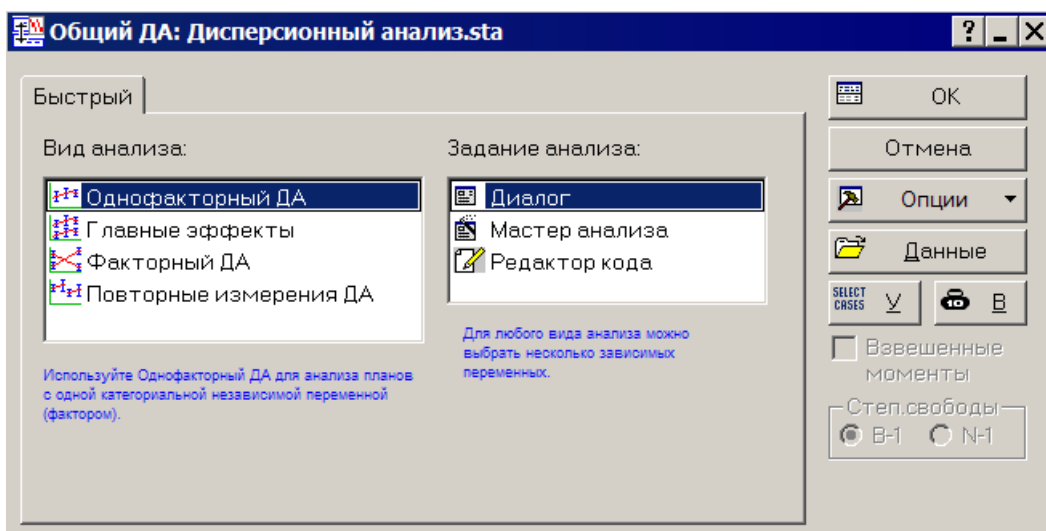 Общий ДА: Дисперсионный анализ.sta
Быстрый
Вид анализа:
Однофакторный ДА
Главные эффекты
Факторный ДА
Повторные измерения ДА
Используйте Однофакторный ДА для анализа планов
с одной категориальной независимой переменной
(фактором).
Задание анализа:
Диалог
Мастер анализа
Редактор кода
Для любого вида анализа можно
выбрать несколько зависимых
переменных.
OK
Отмена
Опции
Данные
SELECT
CASES
У
10
В
Взвешенные
моменты
Степ.свободы
В-1
N-1